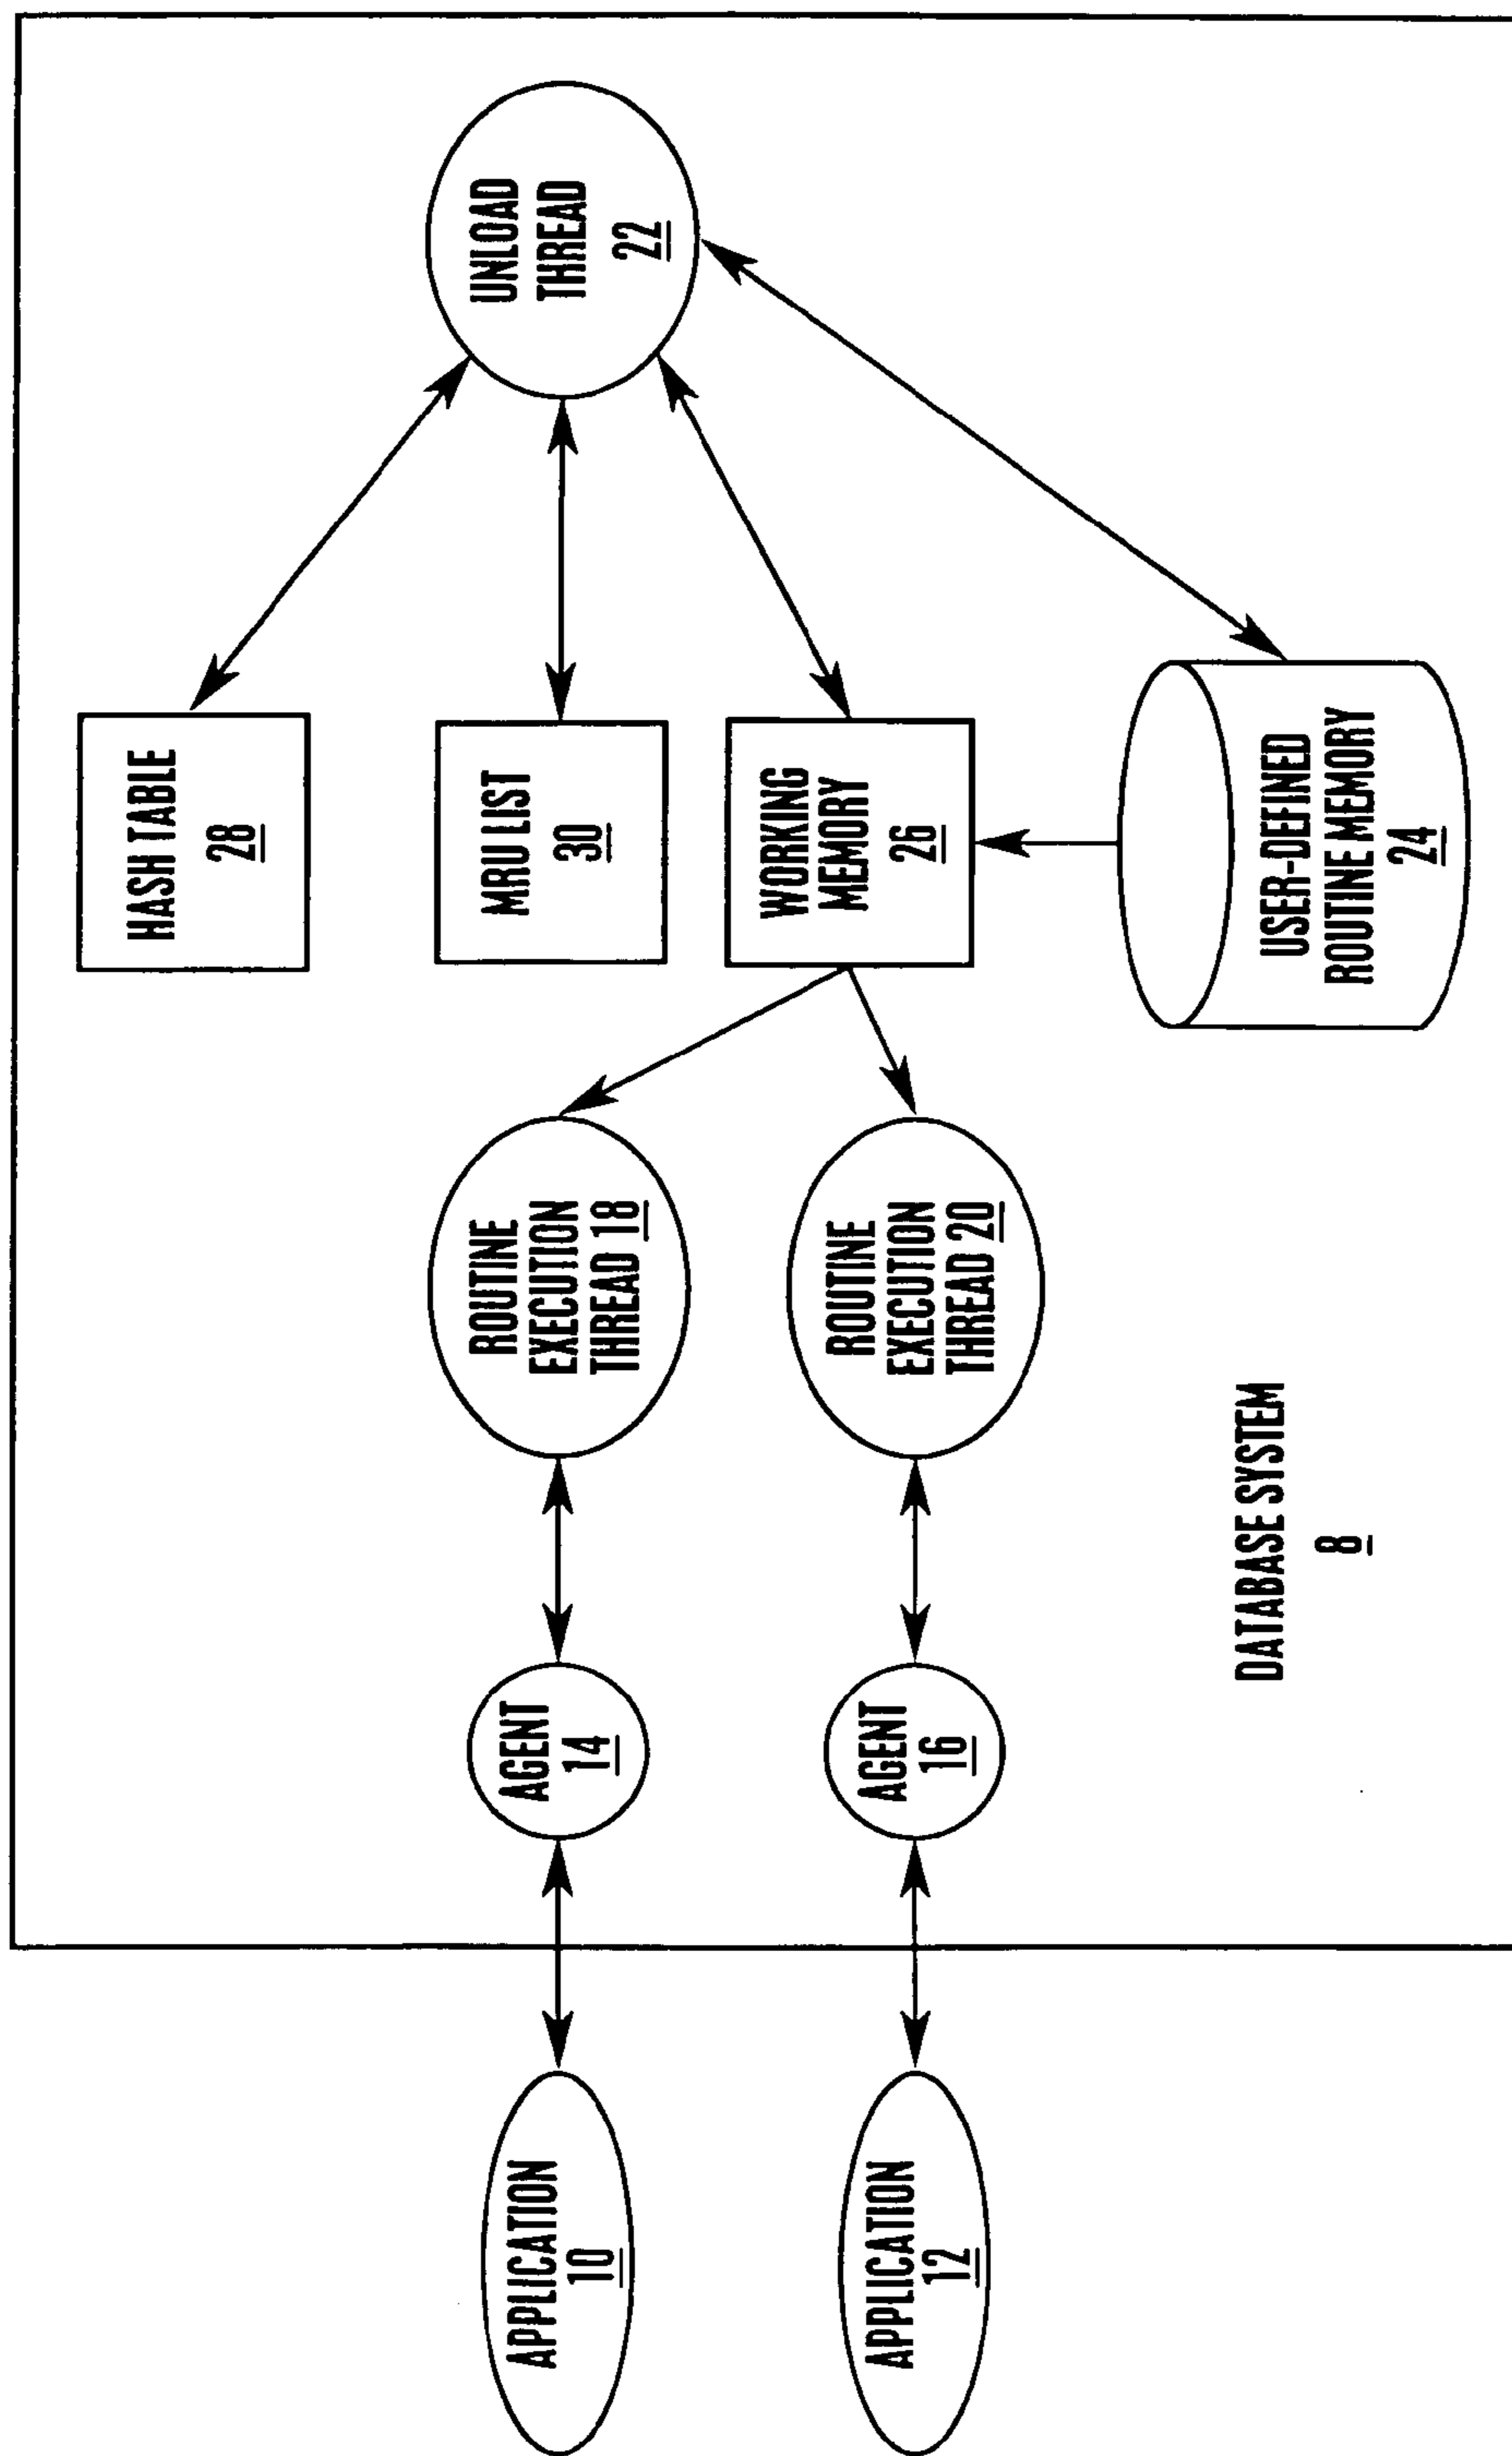 APPLICATION
10
APPLICATION
12
AGENT
14
AGENT
16
ROUTINE
EXECUTION
THREAD 18
ROUTINE
EXECUTION
THREAD 20
DATABASE SYSTEM
8
HASH TABLE
28
MRU LIST
30
WORKING
MEMORY
26
USER-DEFINED
ROUTINE MEMORY
24
UNLOAD
THREAD
22